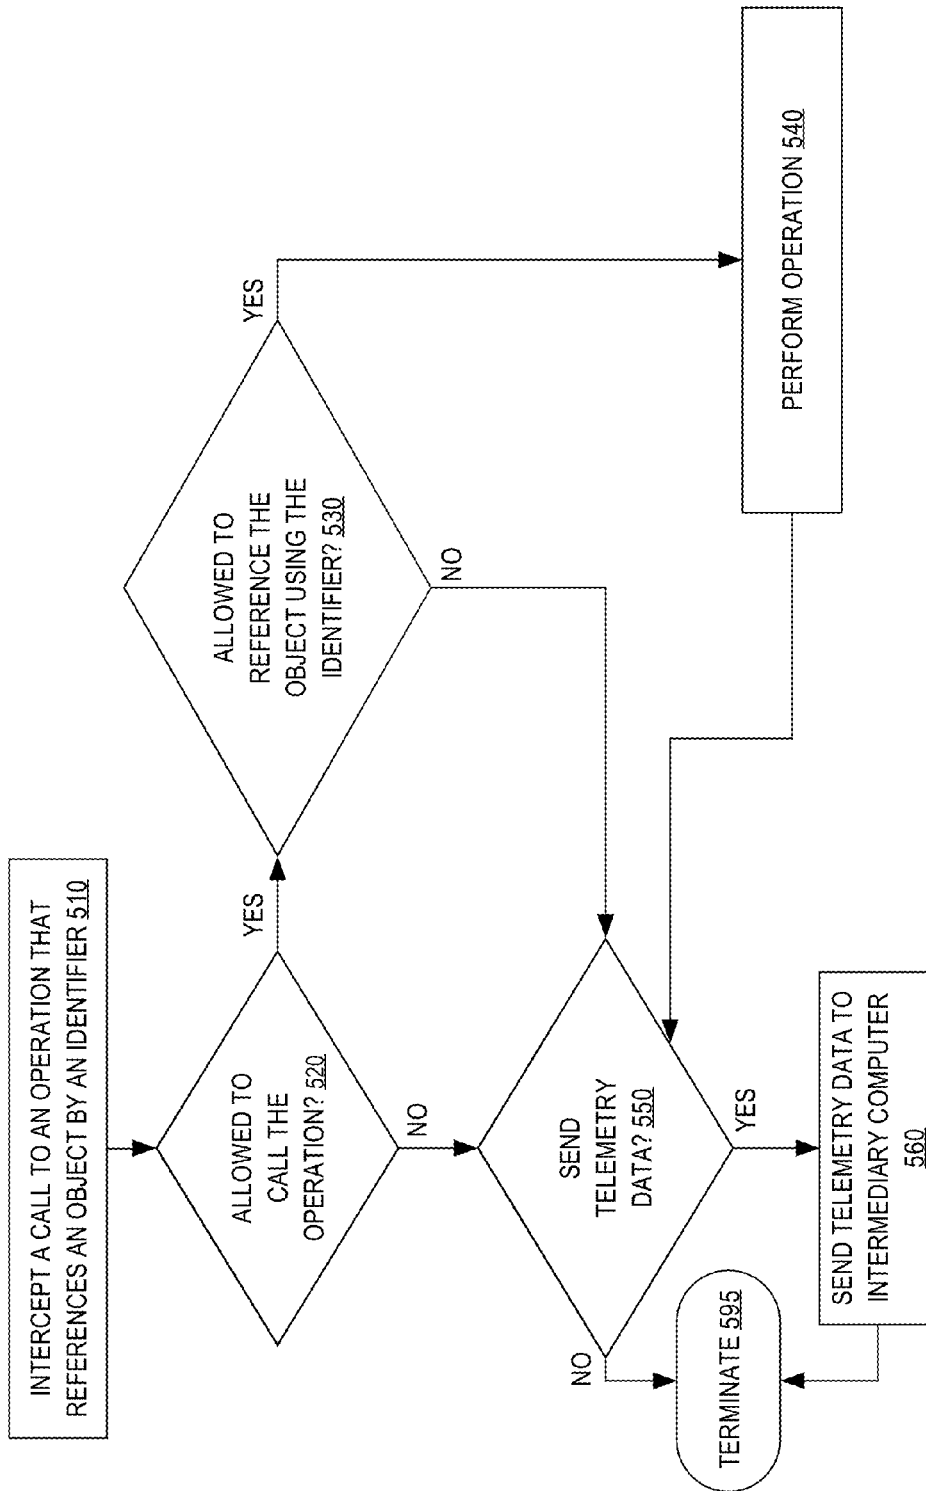 INTERCEPT A CALL TO AN OPERATION THAT
REFERENCES AN OBJECT BY AN IDENTIFIER 510
ALLOWED TO
CALL THE
OPERATION? 520
YES
NO
ALLOWED TO
REFERENCE THE
OBJECT USING THE
IDENTIFIER? 530
YES
NO
PERFORM OPERATION 540
SEND
TELEMETRY
DATA? 550
NO
YES
SEND TELEMETRY DATA TO
INTERMEDIARY COMPUTER
560
TERMINATE 595